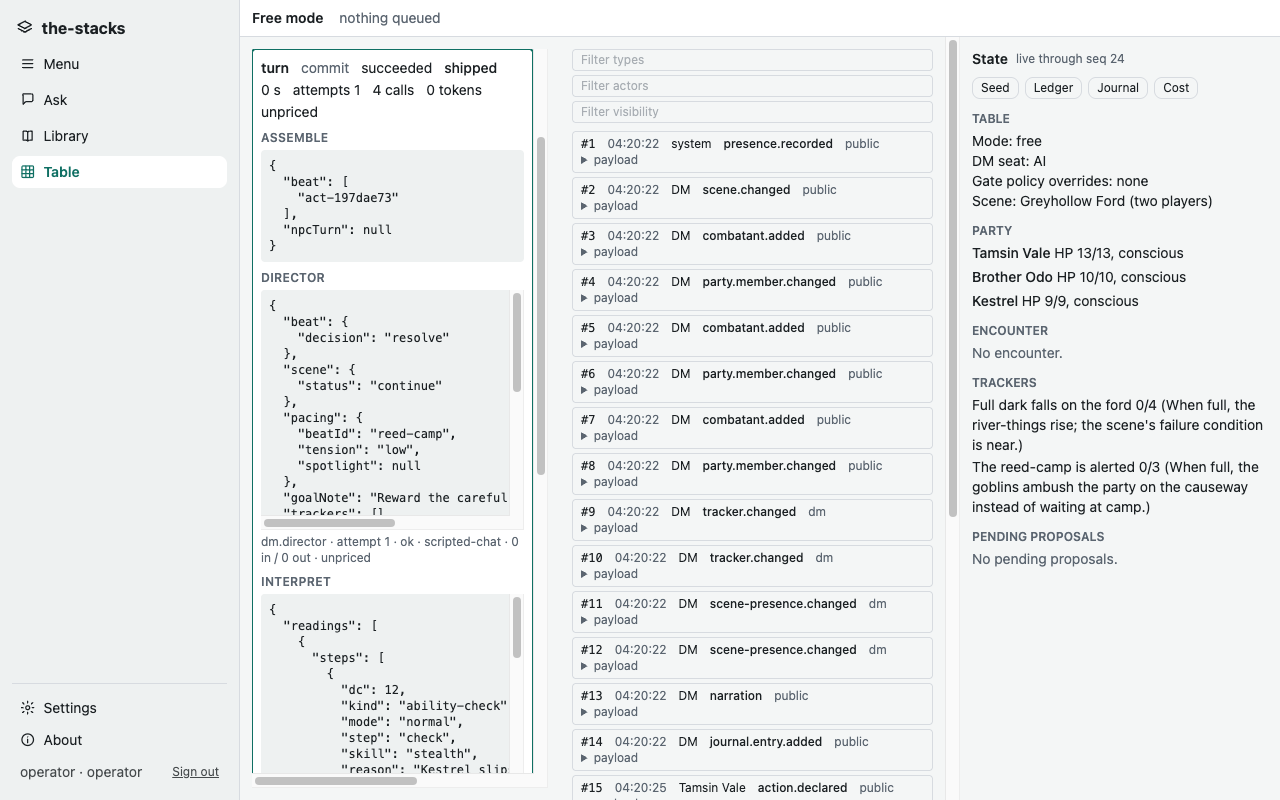 the-stacks
Menu
Ask
Library
Table
Settings
About
operator · operator Sign out
Free mode nothing queued
turn commit succeeded shipped
0 s attempts 1 4 calls 0 tokens
unpriced
ASSEMBLE
{
"beat": [
"act-197dae73"
],
"npcTurn": null
}
DIRECTOR
{
"beat": {
"decision": "resolve"
},
"scene": {
"status": "continue"
},
"pacing": {
"beatId": "reed-camp",
"tension": "low",
"spotlight": null
},
"goalNote": "Reward the careful
"trackers": []
dm.director · attempt 1 · ok · scripted-chat · 0
in / 0 out · unpriced
INTERPRET
{
"readings": [
{
"steps": [
{
"dc": 12,
"kind": "ability-check"
"mode": "normal",
"step": "check",
"skill": "stealth",
"reason": "Kestrel slip
Filter types
Filter actors
Filter visibility
#1 04:20:22 system presence.recorded public
payload
#2 04:20:22 DM scene.changed public
payload
#3 04:20:22 DM combatant.added public
payload
#4 04:20:22 DM party.member.changed public
payload
#5 04:20:22 DM combatant.added public
payload
#6 04:20:22 DM party.member.changed public
payload
#7 04:20:22 DM combatant.added public
payload
#8 04:20:22 DM party.member.changed public
payload
#9 04:20:22 DM tracker.changed dm
payload
#10 04:20:22 DM tracker.changed dm
payload
#11 04:20:22 DM scene-presence.changed dm
payload
#12 04:20:22 DM scene-presence.changed dm
payload
#13 04:20:22 DM narration public
payload
#14 04:20:22 DM journal.entry.added public
payload
#15 04:20:25 Tamsin Vale action.declared public
State live through seq 24
Seed Ledger Journal Cost
TABLE
Mode: free
DM seat: AI
Gate policy overrides: none
Scene: Greyhollow Ford (two players)
PARTY
Tamsin Vale HP 13/13, conscious
Brother Odo HP 10/10, conscious
Kestrel HP 9/9, conscious
ENCOUNTER
No encounter.
TRACKERS
Full dark falls on the ford 0/4 (When full, the
river-things rise; the scene's failure condition
is near.)
The reed-camp is alerted 0/3 (When full, the
goblins ambush the party on the causeway
instead of waiting at camp.)
PENDING PROPOSALS
No pending proposals.